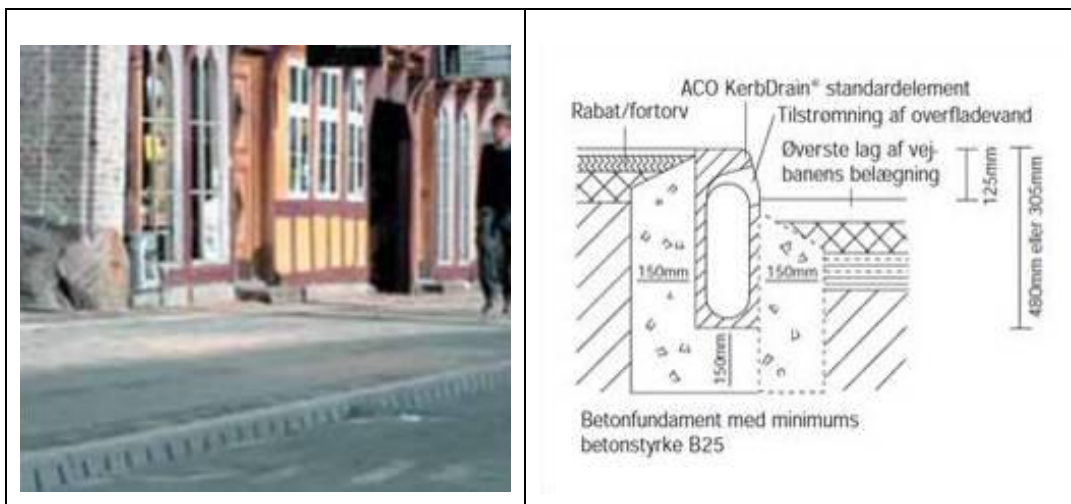 ACO KerbDrain® standardelement
Rabat/fortorv
Tilstrømning af overfladevand
Øverste lag af vej-
banens belægning
125mm
480mm eller 305mm
150mm
150mm
150mm
Betonfundament med minimums
betonstyrke B25